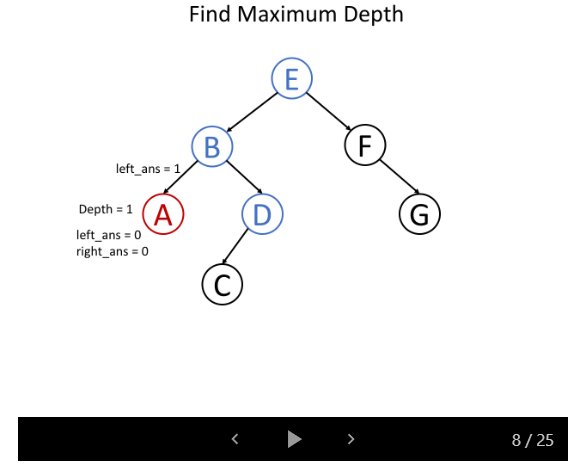 Find Maximum Depth
E
B
F
left_ans = 1
Depth = 1
A
D
G
left_ans = 0
right_ans = 0
C
8 / 25